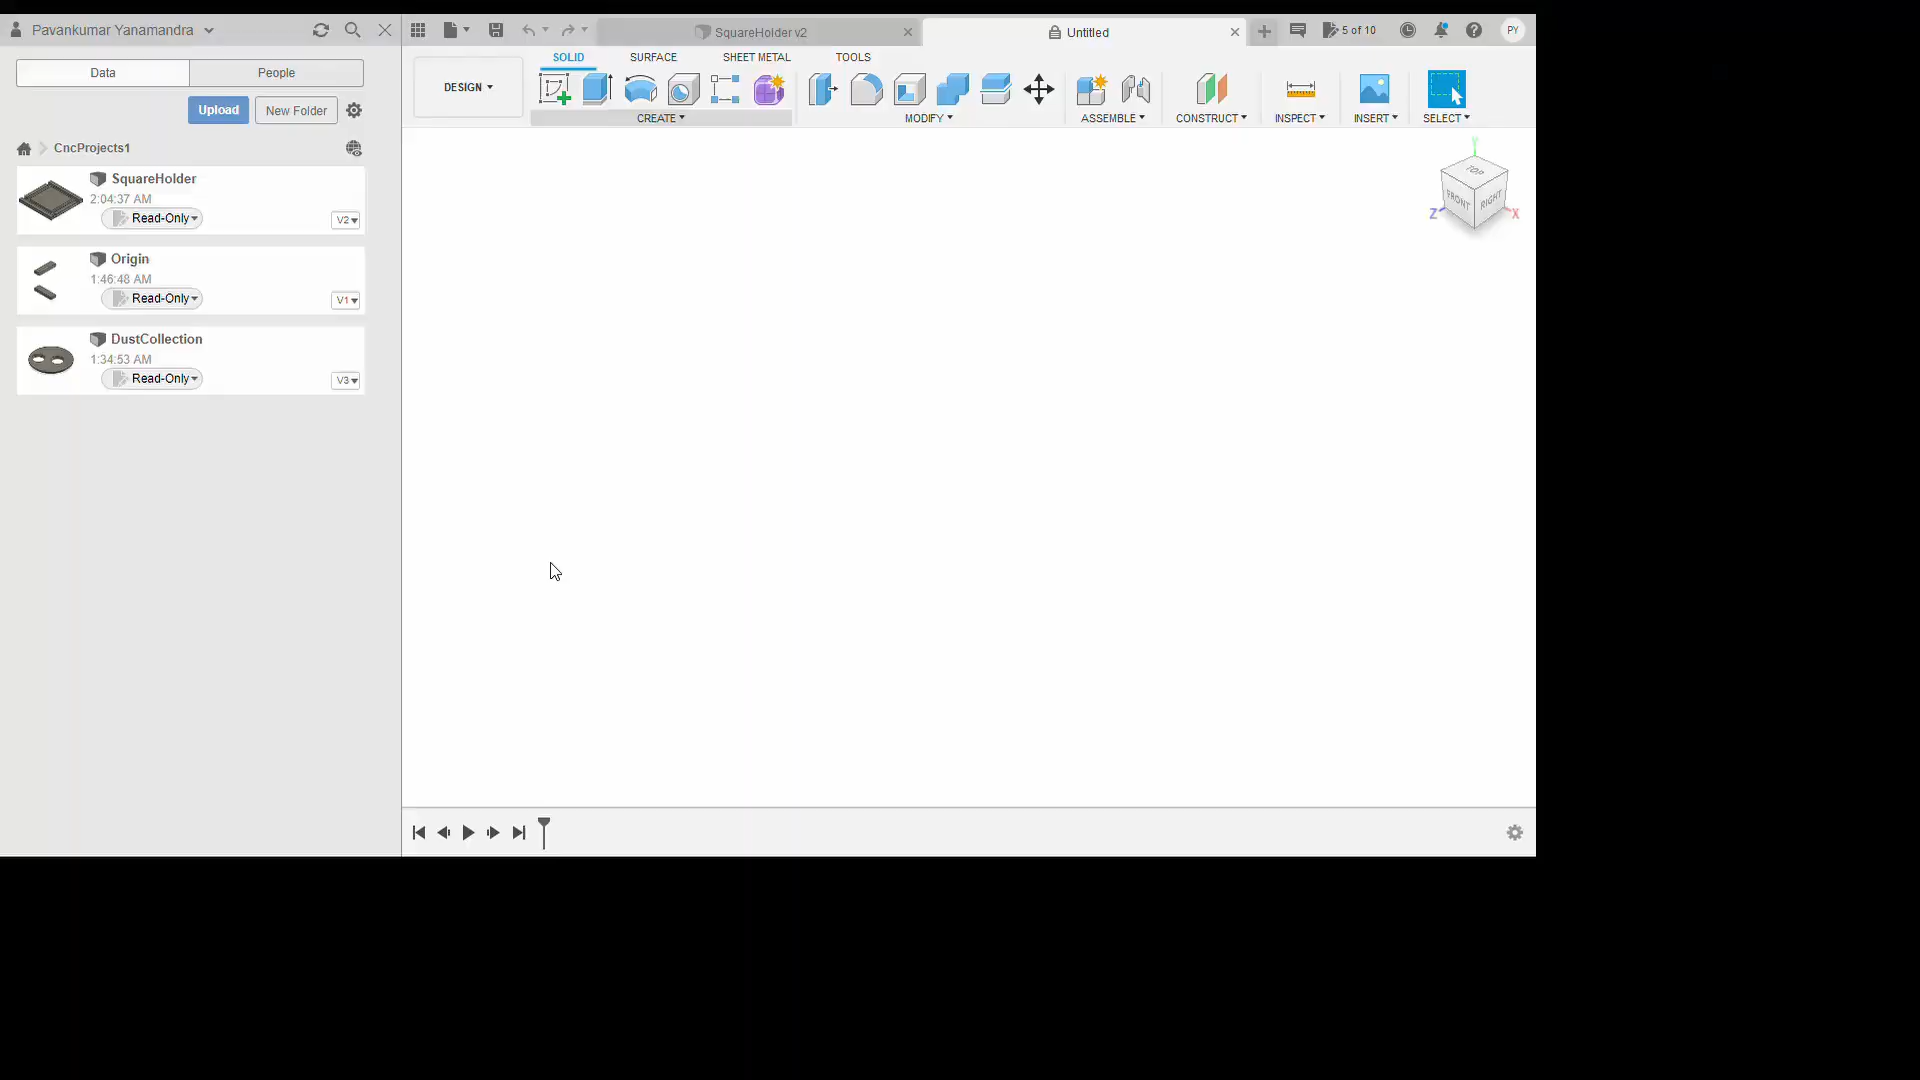 Pavankumar Yanamandra
SquareHolder v2
Untitled
5 of 10
PY
Data
People
Upload
New Folder
CncProjects1
SquareHolder
2:04:37 AM
Read-Only
V2
Origin
1:46:48 AM
Read-Only
V1
DustCollection
1:34:53 AM
Read-Only
V3
DESIGN
SOLID
SURFACE
SHEET METAL
TOOLS
CREATE
MODIFY
ASSEMBLE
CONSTRUCT
INSPECT
INSERT
SELECT
Y
TOP
FRONT
RIGHT
Z
X